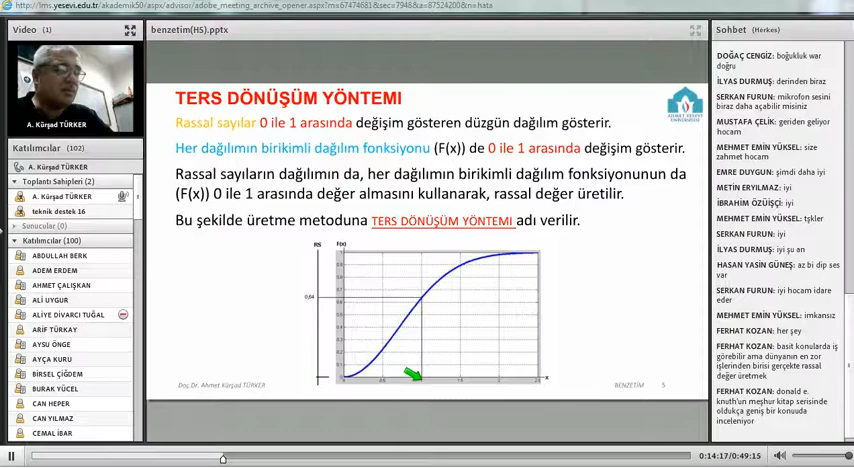 http://lms.yesevi.edu.tr/akademik50/aspx/advisor/adobe_meeting_archive_opener.aspx?m=67474681&sec=7948&a=87524200&n=hata
Video (1)
A. Kürşad TÜRKER
Katılımcılar (102)
A. Kürşad TÜRKER
Toplantı Sahipleri (2)
A. Kürşad TÜRKER
teknik destek 16
Sunucular (0)
Katılımcılar (100)
ABDULLAH BERK
ADEM ERDEM
AHMET ÇALIŞKAN
ALİ UYGUR
ALİYE DİVARCI TUĞAL
ARİF TÜRKAY
AYSU ÖNGE
AYÇA KURU
BİRSEL ÇİĞDEM
BURAK YÜCEL
CAN HEPER
CAN YILMAZ
CEMAL İBAR
benzetim(H5).pptx
TERS DÖNÜŞÜM YÖNTEMI
AHMET YESEVİ
ÜNİVERSİTESİ
Rassal sayılar 0 ile 1 arasında değişim gösteren düzgün dağılım gösterir.
Her dağılımın birikimli dağılım fonksiyonu (F(x)) de 0 ile 1 arasında değişim gösterir.
Rassal sayıların dağılımın da, her dağılımın birikimli dağılım fonksiyonunun da
(F(x)) 0 ile 1 arasında değer almasını kullanarak, rassal değer üretilir.
Bu şekilde üretme metoduna TERS DÖNÜŞÜM YÖNTEMİ adı verilir.
RS F(x)
0,64
x
Doç.Dr. Ahmet Kürşad TÜRKER BENZETİM 5
Sohbet (Herkes)
DOĞAÇ CENGİZ: boğukluk war
doğru
İLYAS DURMUŞ: derinden biraz
SERKAN FURUN: mikrofon sesini
biraz daha açabilir misiniz
MUSTAFA ÇELİK: geriden geliyor
hocam
MEHMET EMİN YÜKSEL: size
zahmet hocam
EMRE DUYGUN: şimdi daha iyi
METİN ERYILMAZ: iyi
İBRAHİM ÖZÜİŞÇİ: iyi
MEHMET EMİN YÜKSEL: tşkler
SERKAN FURUN: iyi
İLYAS DURMUŞ: iyi şu an
HASAN YASİN GÜNEŞ: az bi dip ses
var
SERKAN FURUN: iyi hocam idare
eder
MEHMET EMİN YÜKSEL: imkansız
FERHAT KOZAN: her şey
FERHAT KOZAN: basit konularda iş
görebilir ama dünyanın en zor
işlerinden birisi gerçekte rassal
değer üretmek
FERHAT KOZAN: donald e.
knuth'un meşhur kitap serisinde
oldukça geniş bir konuuda
inceleniyor
0:14:17/0:49:15